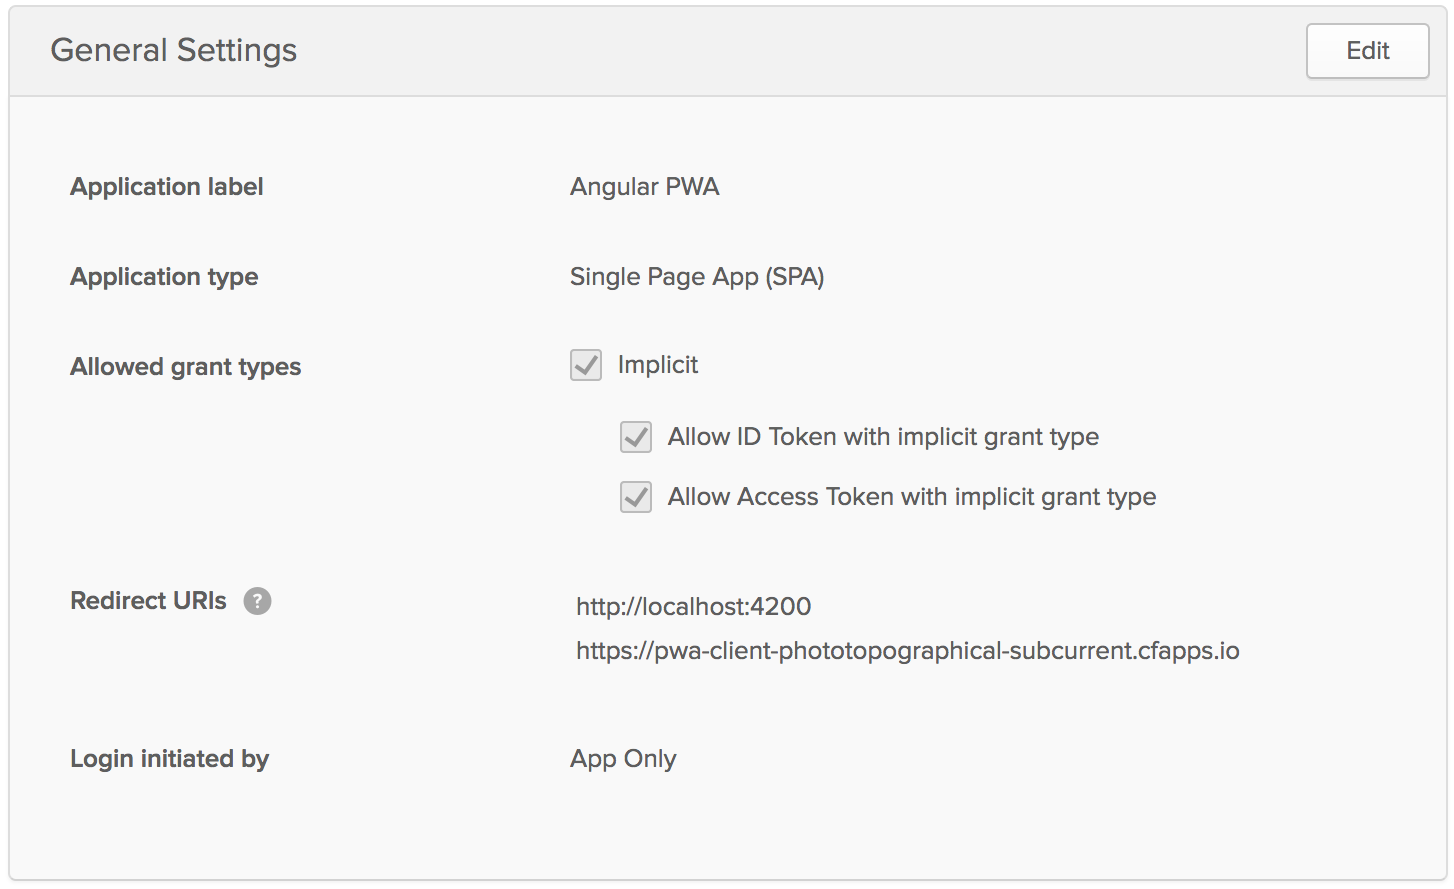 General Settings
Edit
Application label
Angular PWA
Application type
Single Page App (SPA)
Allowed grant types
Implicit
Allow ID Token with implicit grant type
Allow Access Token with implicit grant type
Redirect URIs ?
http://localhost:4200
https://pwa-client-phototopographical-subcurrent.cfapps.io
Login initiated by
App Only